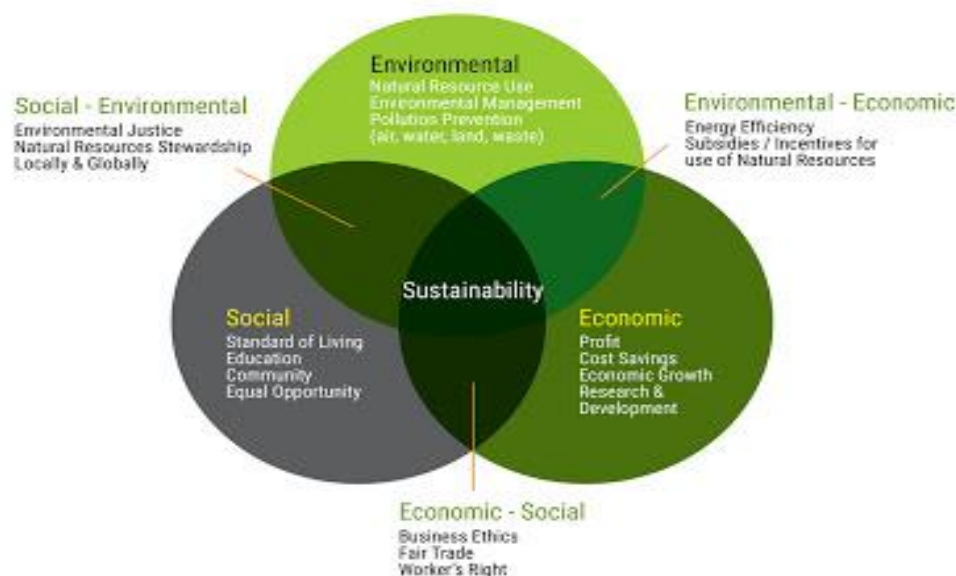 Environmental
Natural Resource Use
Environmental Management
Pollution Prevention
(air, water, land, waste)
Social - Environmental
Environmental Justice
Natural Resources Stewardship
Locally & Globally
Environmental - Economic
Energy Efficiency
Subsidies / Incentives for
use of Natural Resources
Sustainability
Social
Standard of Living
Education
Community
Equal Opportunity
Economic
Profit
Cost Savings
Economic Growth
Research &
Development
Economic - Social
Business Ethics
Fair Trade
Worker's Right